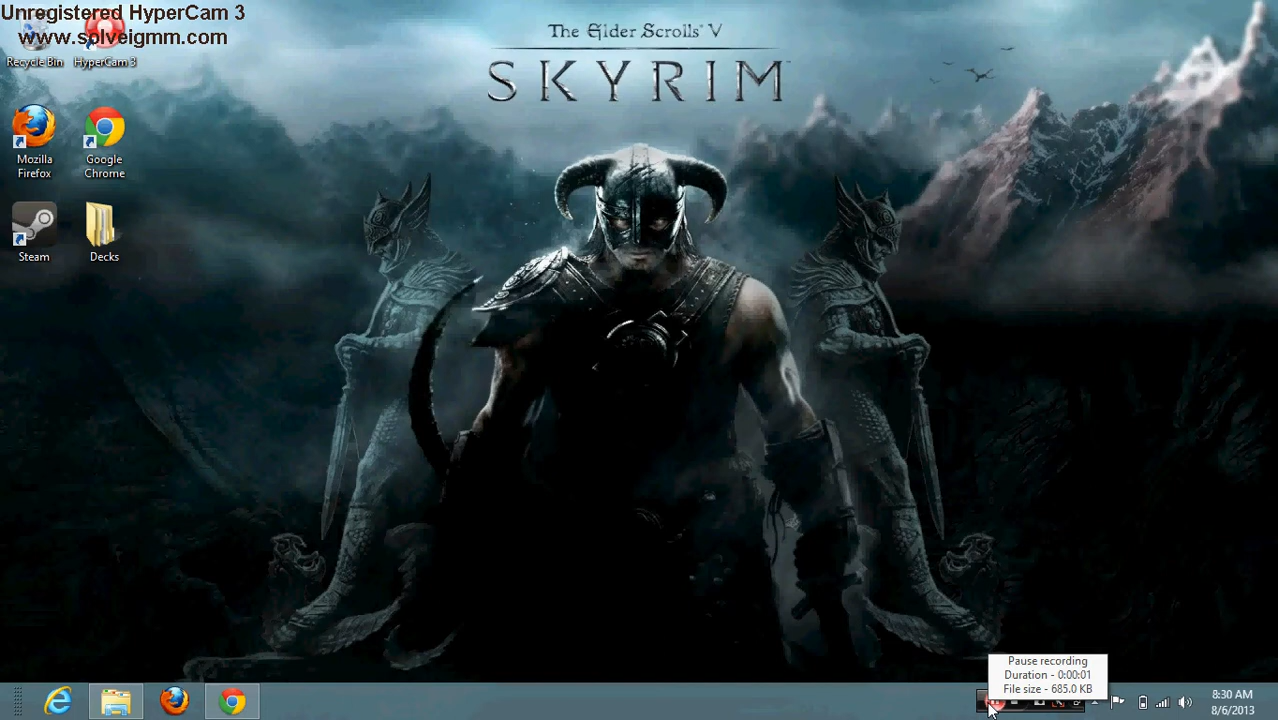 Unregistered HyperCam 3
www.solveigmm.com
Recycle Bin
HyperCam 3
The Elder Scrolls V
SKYRIM
Mozilla
Firefox
Google
Chrome
Steam
Decks
Pause recording
Duration - 0:00:01
File size - 685.0 KB
8:30 AM
8/6/2013